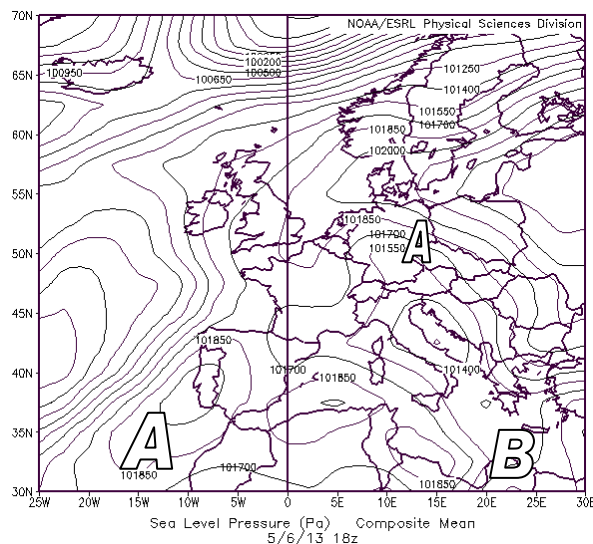 70N
NOAA/ESRL Physical Sciences Division
100200
100500
100950
100650
65N
101250
101400
101550
101700
60N
101850
102000
55N
101850
101700
101550
A
50N
45N
101850
40N
101700
101850
101400
35N
A
B
101850
101700
101850
30N
25W 20W 15W 10W 5W 0 5E 10E 15E 20E 25E 30E
Sea Level Pressure (Pa) Composite Mean
5/6/13 18z